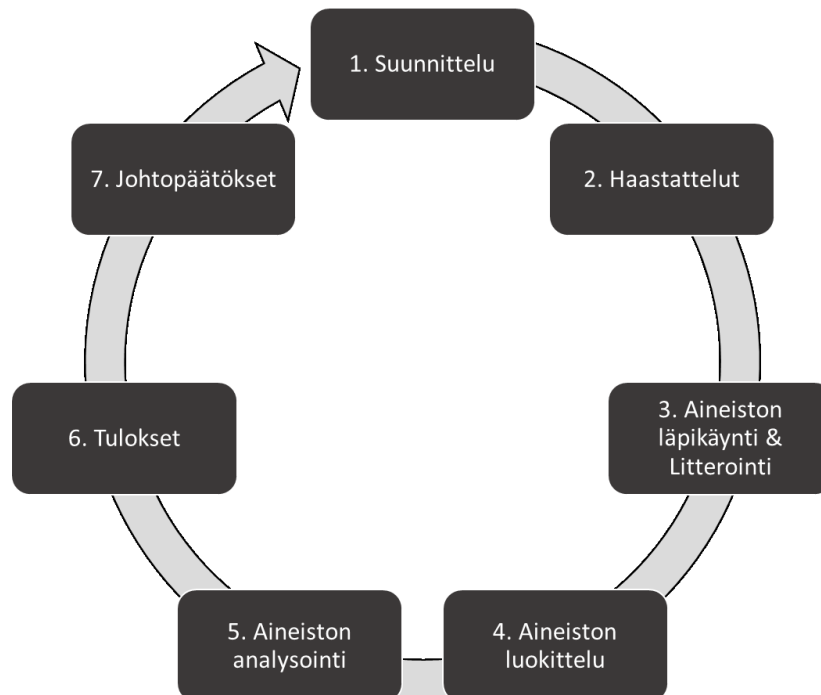 1. Suunnittelu
2. Haastattelut
3. Aineiston
läpikäynti &
Litterointi
4. Aineiston
luokittelu
5. Aineiston
analysointi
6. Tulokset
7. Johtopäätökset